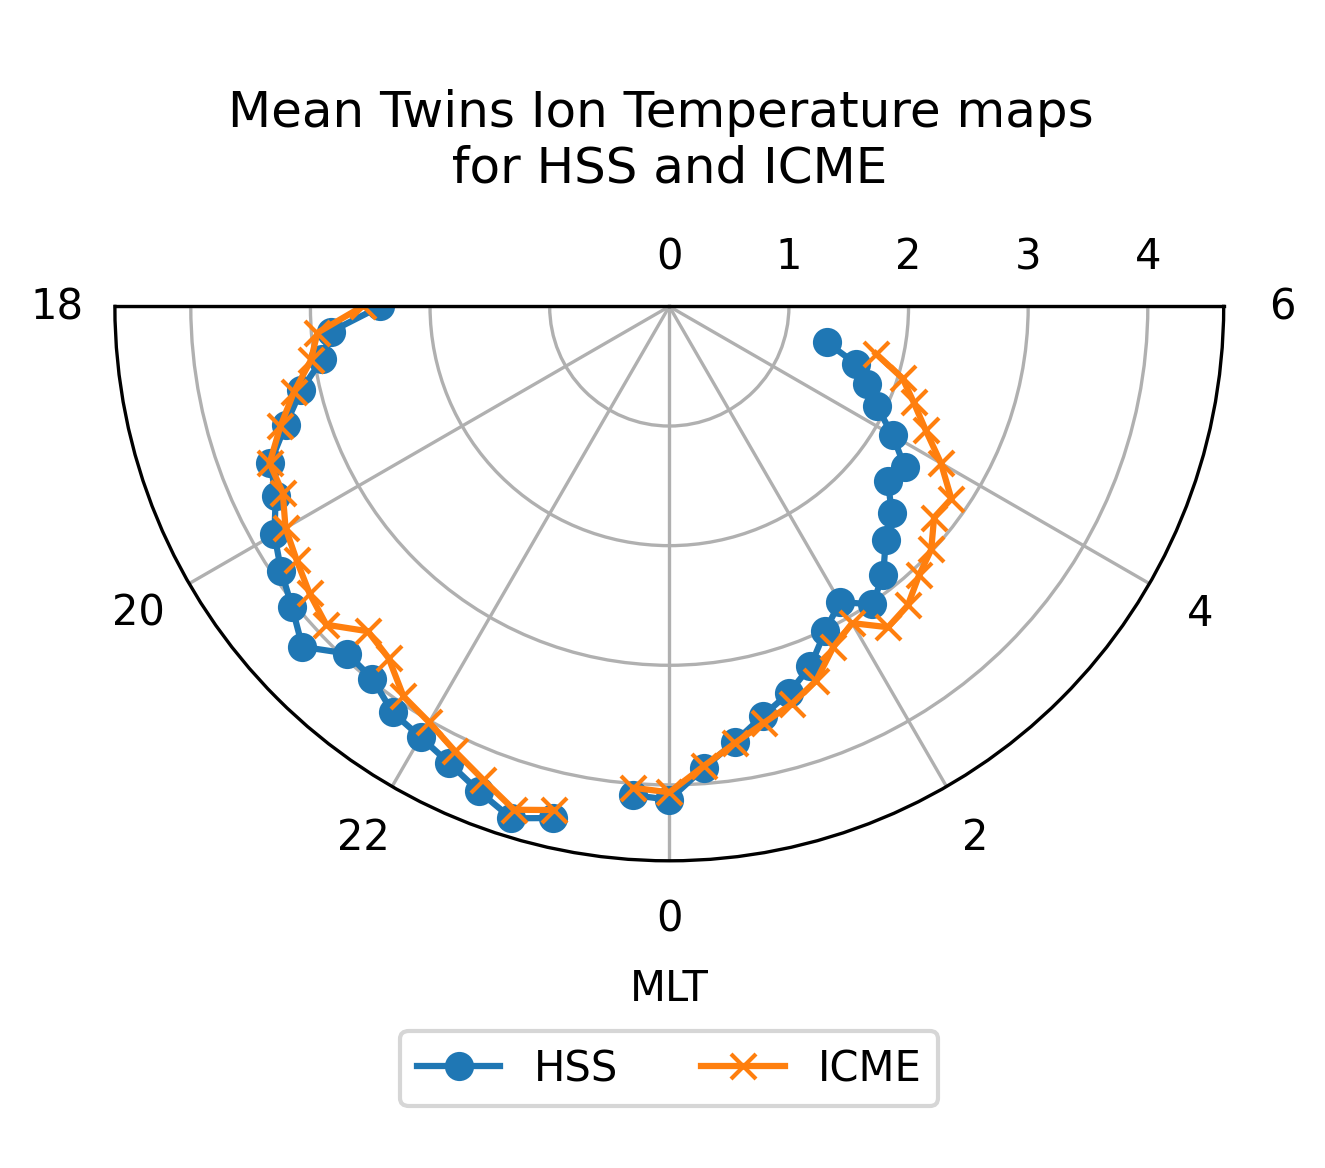 Mean Twins Ion Temperature maps
for HSS and ICME
0 1 2 3 4
18 6
20 4
22 2
0
MLT
HSS ICME